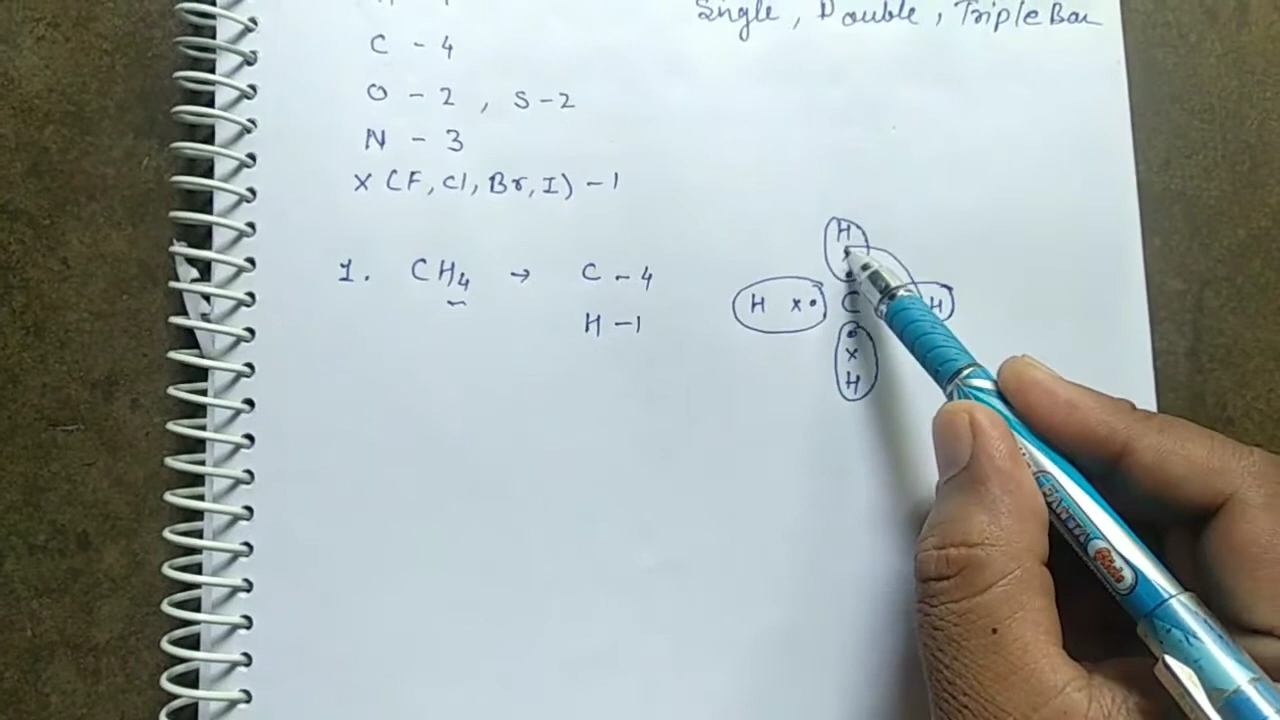 Single, Double, Triple Bon
C - 4
O - 2 , S - 2
N - 3
X (F, Cl, Br, I) - 1
1. CH4 → C - 4
H - 1
H
x
H x• C H
•
x
H